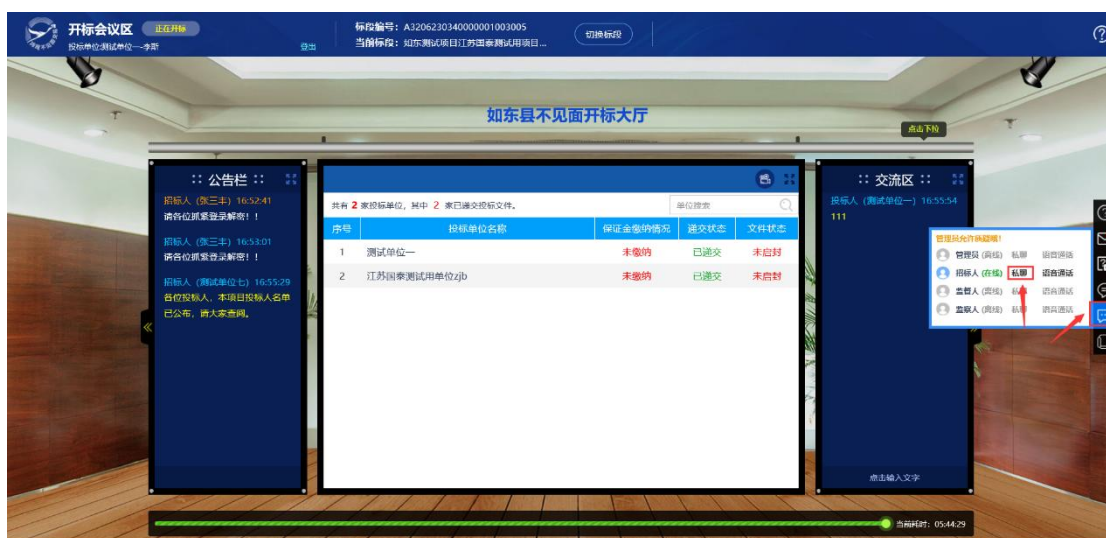 开标会议区 正在开标
投标单位:测试单位一-李斯
登出
标段编号：A3206230340000001003005
当前标段：如东测试项目江苏国泰测试用项目...
切换标段
如东县不见面开标大厅
点击下拉
:: 公告栏 ::
招标人（张三丰）16:52:41
请各位抓紧登录解密！！
招标人（张三丰）16:53:01
请各位抓紧登录解密！！
招标人（测试单位七）16:55:29
各位投标人，本项目投标人名单
已公布，请大家查阅。
共有 2 家投标单位，其中 2 家已递交投标文件。
单位搜索
序号 投标单位名称 保证金缴纳情况 递交状态 文件状态
1 测试单位一 未缴纳 已递交 未启封
2 江苏国泰测试用单位zjb 未缴纳 已递交 未启封
:: 交流区 ::
投标人（测试单位一）16:55:54
111
管理员 (离线) 私聊 语音通话
招标人 (在线) 私聊 语音通话
监管人 (离线) 私聊 语音通话
监察人 (离线) 私聊 语音通话
点击输入文字
当前耗时：05:44:29